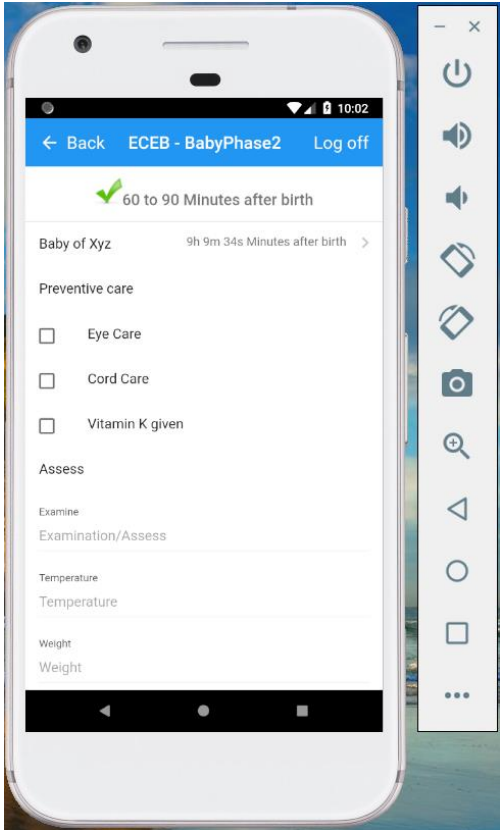 10:02
Back ECEB - BabyPhase2 Log off
60 to 90 Minutes after birth
Baby of Xyz 9h 9m 34s Minutes after birth
Preventive care
Eye Care
Cord Care
Vitamin K given
Assess
Examine
Examination/Assess
Temperature
Temperature
Weight
Weight